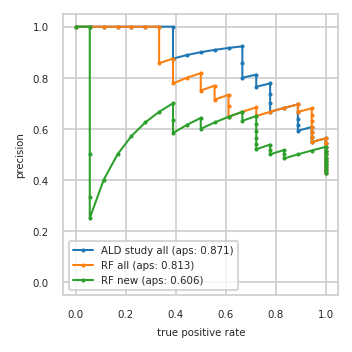 1.0
0.8
0.6
0.4
0.2
0.0
precision
ALD study all (aps: 0.871)
RF all (aps: 0.813)
RF new (aps: 0.606)
0.0 0.2 0.4 0.6 0.8 1.0
true positive rate